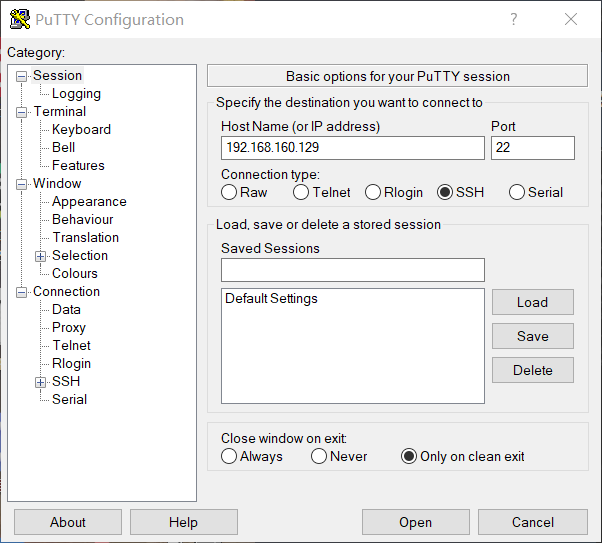 PuTTY Configuration
?
Category:
Session
Logging
Terminal
Keyboard
Bell
Features
Window
Appearance
Behaviour
Translation
Selection
Colours
Connection
Data
Proxy
Telnet
Rlogin
SSH
Serial
Basic options for your PuTTY session
Specify the destination you want to connect to
Host Name (or IP address) Port
192.168.160.129 22
Connection type:
Raw Telnet Rlogin SSH Serial
Load, save or delete a stored session
Saved Sessions
Default Settings
Load
Save
Delete
Close window on exit:
Always Never Only on clean exit
About Help Open Cancel